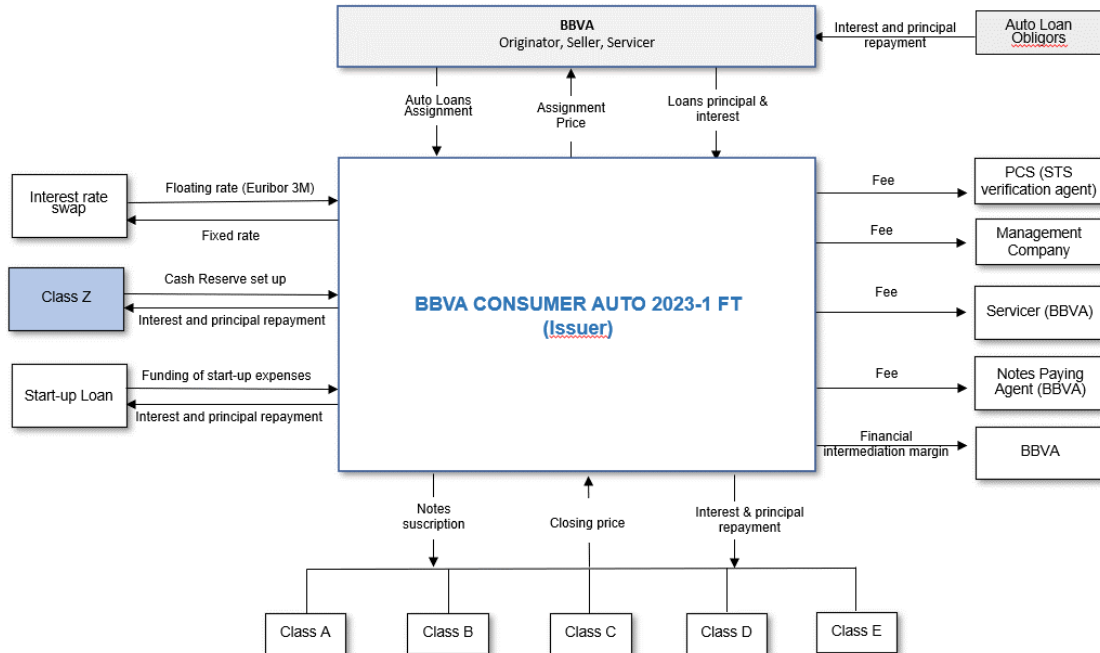 BBVA
Originator, Seller, Servicer
Interest and principal
repayment
Auto Loan
Obligors
Auto Loans
Assignment
Assignment
Price
Loans principal &
interest
Interest rate
swap
Floating rate (Euribor 3M)
Fixed rate
Class Z
Cash Reserve set up
Interest and principal repayment
Start-up Loan
Funding of start-up expenses
Interest and principal repayment
BBVA CONSUMER AUTO 2023-1 FT
(Issuer)
Fee
PCS (STS
verification agent)
Fee
Management
Company
Fee
Servicer (BBVA)
Fee
Notes Paying
Agent (BBVA)
Financial
intermediation margin
BBVA
Notes
suscription
Closing price
Interest & principal
repayment
Class A
Class B
Class C
Class D
Class E